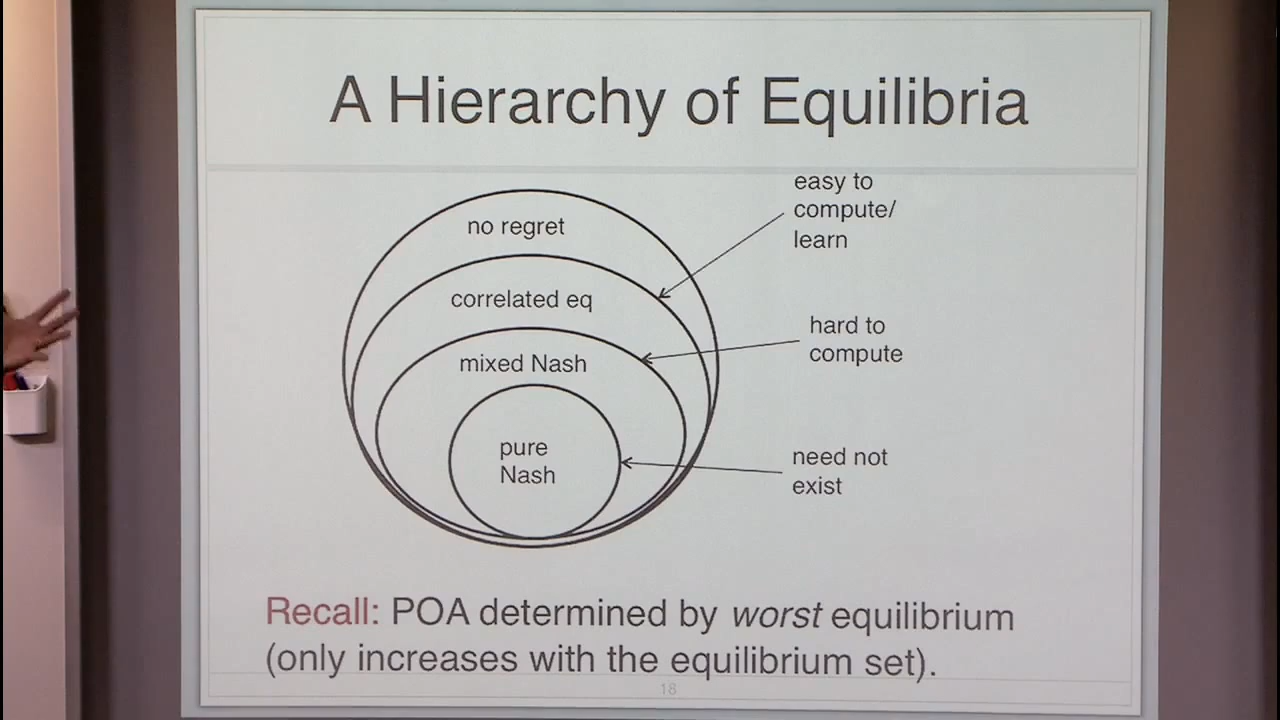 A Hierarchy of Equilibria
easy to
compute/
learn
no regret
correlated eq
hard to
compute
mixed Nash
pure
Nash
need not
exist
Recall: POA determined by worst equilibrium
(only increases with the equilibrium set).
18